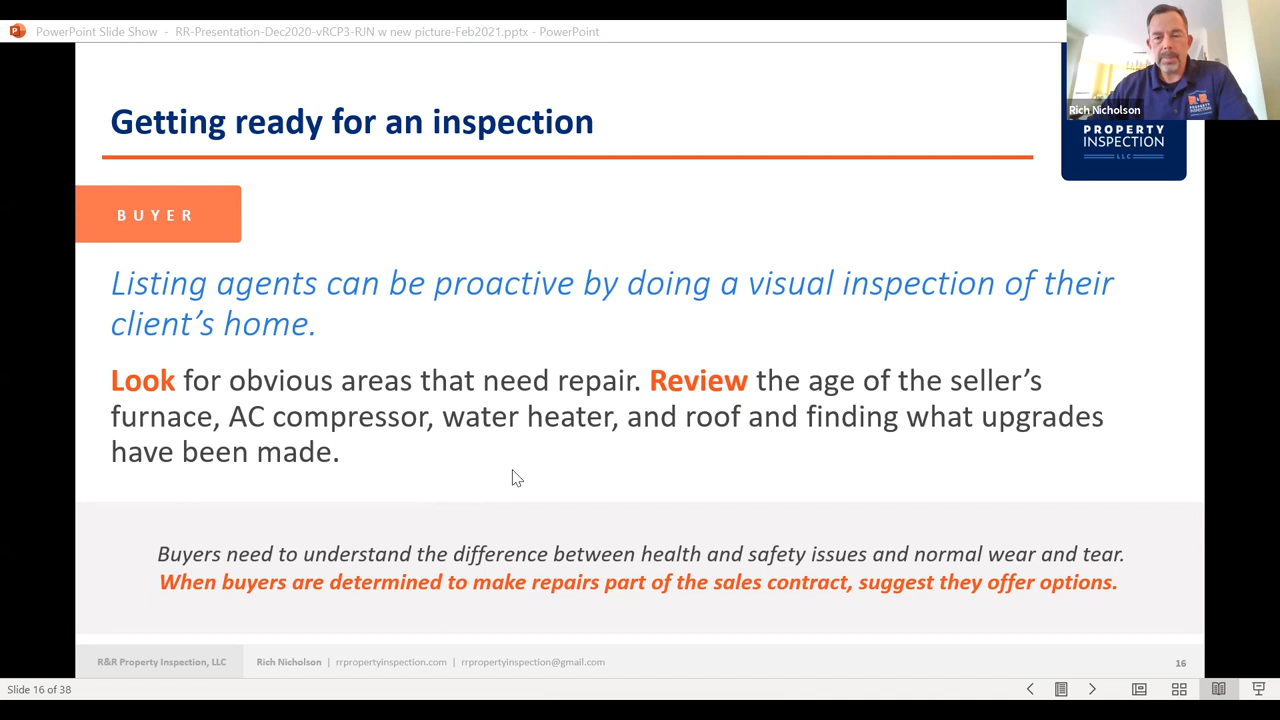 PowerPoint Slide Show - RR-Presentation-Dec2020-vRCP3-RJN w new picture-Feb2021.pptx - PowerPoint
Rich Nicholson
Getting ready for an inspection
PROPERTY
INSPECTION
LLC
BUYER
Listing agents can be proactive by doing a visual inspection of their
client’s home.
Look for obvious areas that need repair. Review the age of the seller’s
furnace, AC compressor, water heater, and roof and finding what upgrades
have been made.
Buyers need to understand the difference between health and safety issues and normal wear and tear.
When buyers are determined to make repairs part of the sales contract, suggest they offer options.
R&R Property Inspection, LLC Rich Nicholson | rrpropertyinspection.com | rrpropertyinspection@gmail.com 16
Slide 16 of 38